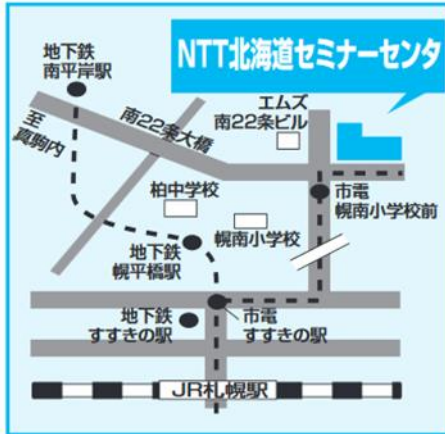 NTT北海道セミナーセンタ
地下鉄
南平岸駅
エムズ
南22条ビル
南22条大橋
至
真駒内
柏中学校
市電
幌南小学校前
幌南小学校
地下鉄
幌平橋駅
地下鉄
すすきの駅
市電
すすきの駅
JR札幌駅